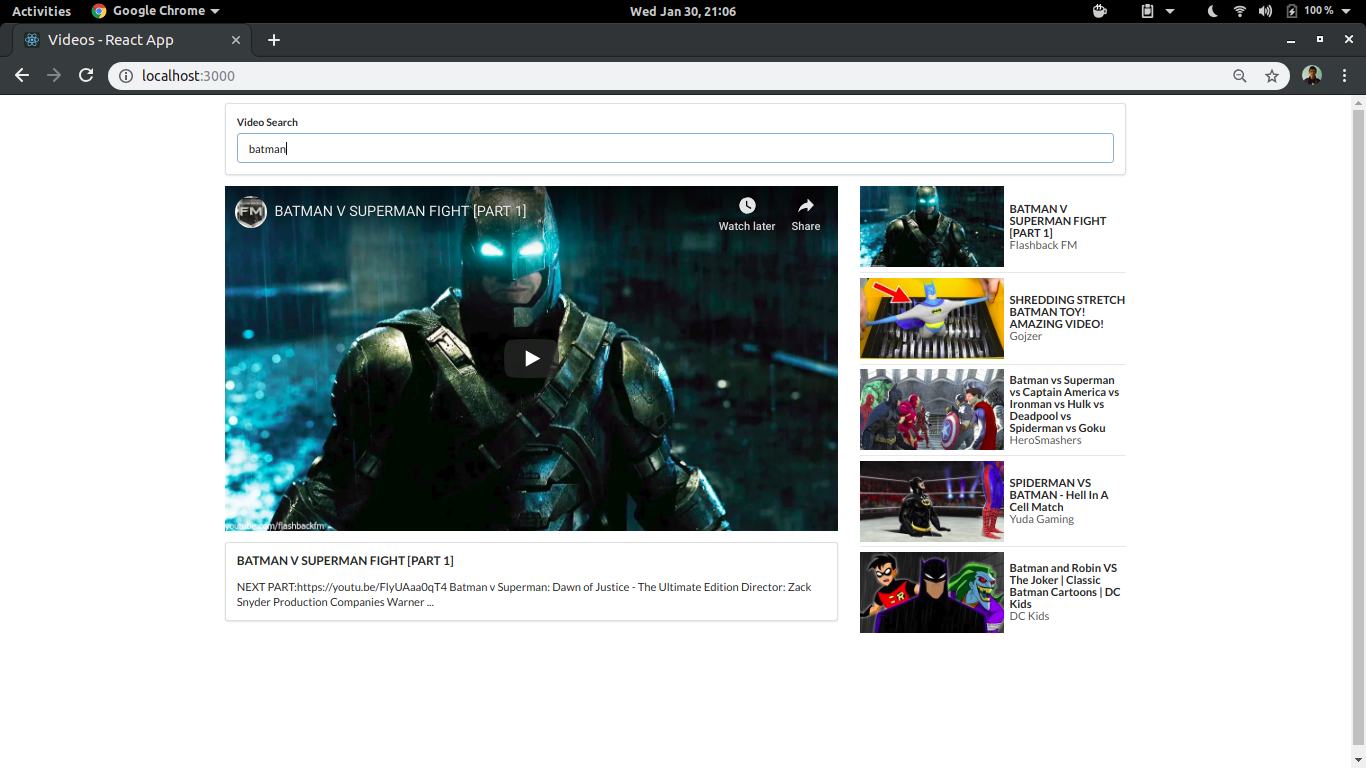 Activities
Google Chrome
Wed Jan 30, 21:06
100 %
Videos - React App
localhost:3000
Video Search
batman
FM
BATMAN V SUPERMAN FIGHT [PART 1]
Watch later
Share
youtube.com/flashbackfm
BATMAN V SUPERMAN FIGHT [PART 1]
NEXT PART:https://youtu.be/FlyUAaa0qT4 Batman v Superman: Dawn of Justice - The Ultimate Edition Director: Zack
Snyder Production Companies Warner ...
BATMAN V
SUPERMAN FIGHT
[PART 1]
Flashback FM
SHREDDING STRETCH
BATMAN TOY!
AMAZING VIDEO!
Gojzer
Batman vs Superman
vs Captain America vs
Ironman vs Hulk vs
Deadpool vs
Spiderman vs Goku
HeroSmashers
SPIDERMAN VS
BATMAN - Hell In A
Cell Match
Yuda Gaming
R
Batman and Robin VS
The Joker | Classic
Batman Cartoons | DC
Kids
DC Kids